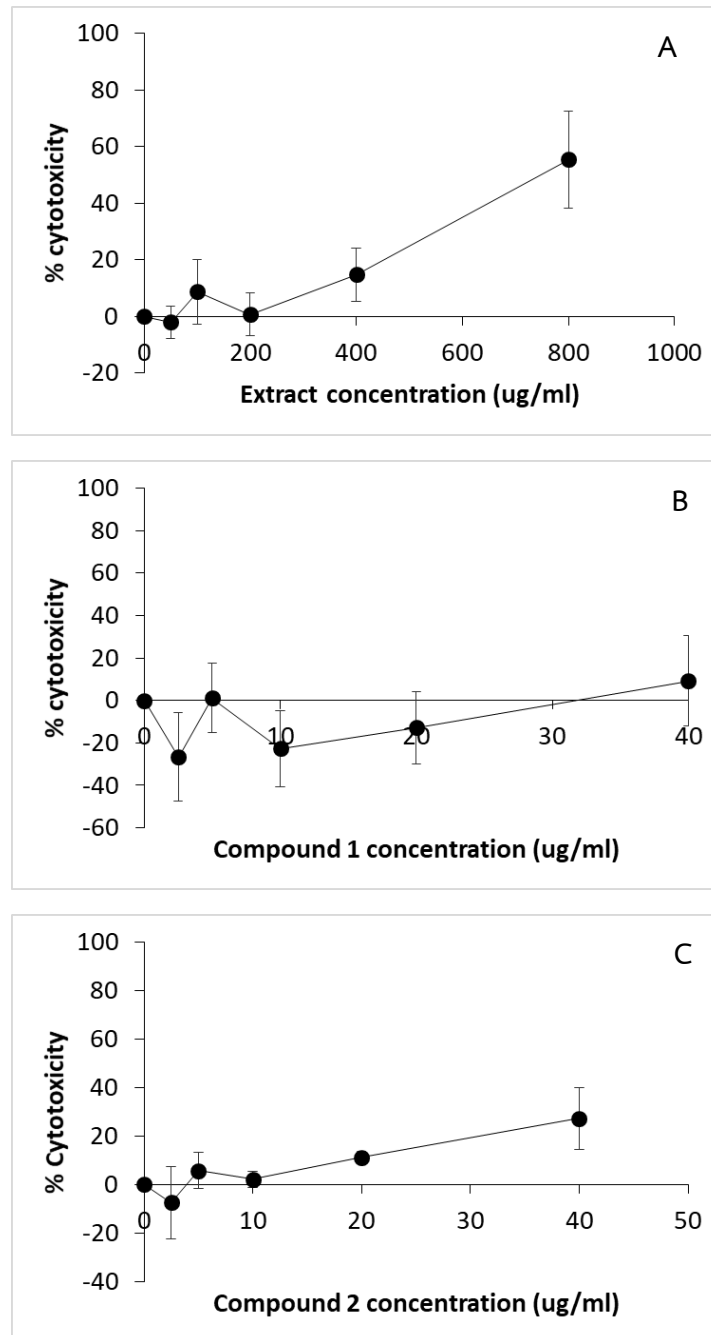 A
100
80
60
40
20
0
-20
% cytotoxicity
0 200 400 600 800 1000
Extract concentration (ug/ml)
B
100
80
60
40
20
0
-20
-40
-60
% cytotoxicity
0 10 20 30 40
Compound 1 concentration (ug/ml)
C
100
80
60
40
20
0
-20
-40
% Cytotoxicity
0 10 20 30 40 50
Compound 2 concentration (ug/ml)